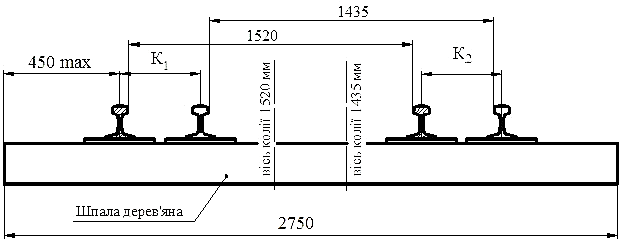 1435
1520
450 max
K1
K2
вісь колії 1520 мм
вісь колії 1435 мм
Шпала дерев'яна
2750